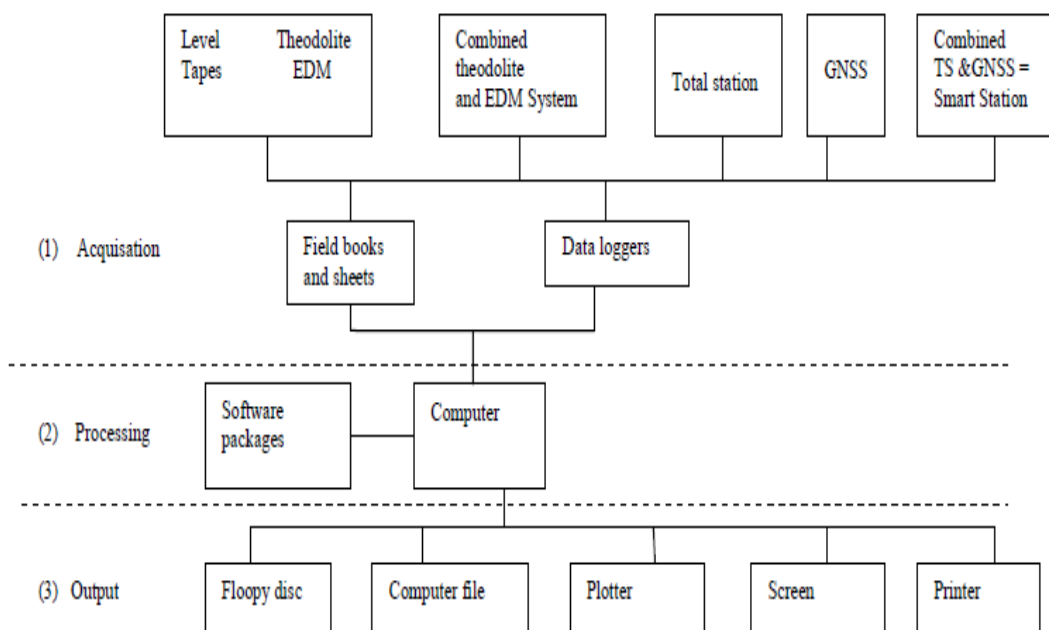 Level Theodolite
Tapes EDM
Combined
theodolite
and EDM System
Total station
GNSS
Combined
TS &GNSS =
Smart Station
(1) Acquisation
Field books
and sheets
Data loggers
(2) Processing
Software
packages
Computer
(3) Output
Floopy disc
Computer file
Plotter
Screen
Printer